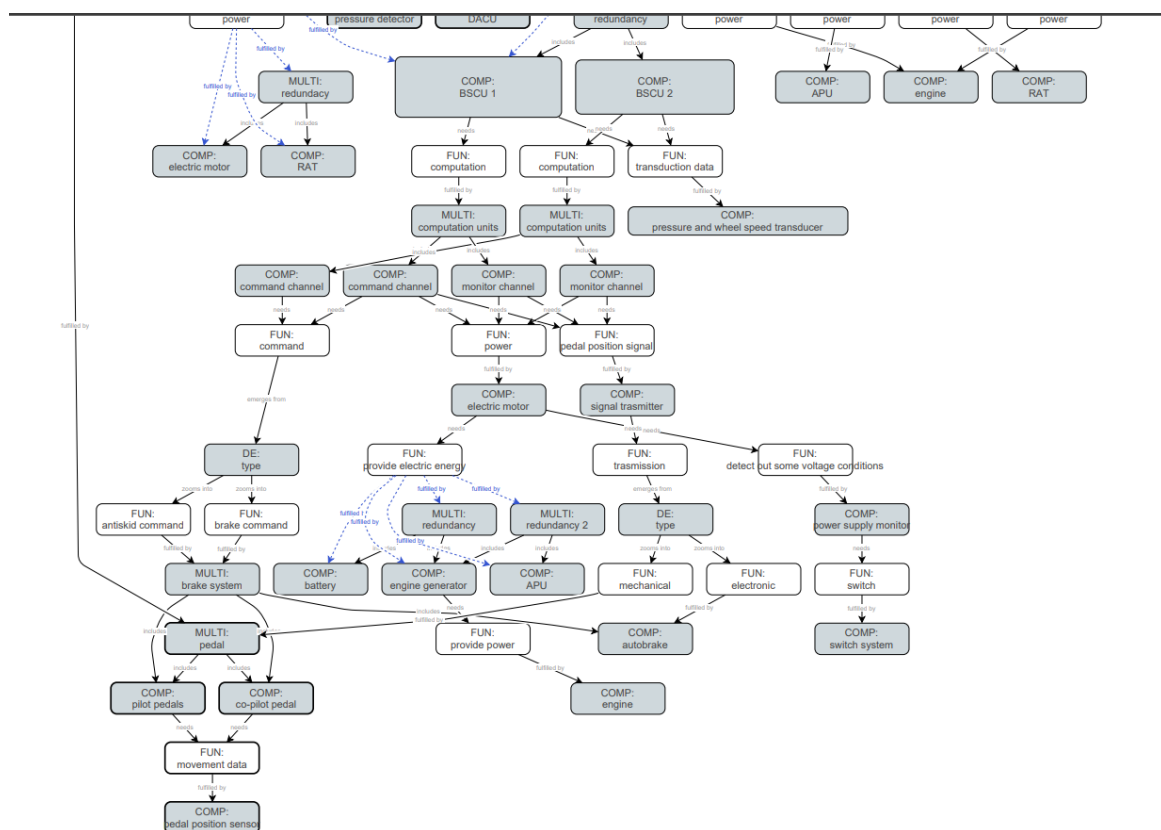 power
pressure detector
DACU
redundancy
power
power
power
power
fulfilled by
fulfilled by
fulfilled by
fulfilled by
fulfilled by
includes
includes
fulfilled by
fulfilled by
MULTI:
redundacy
COMP:
BSCU 1
COMP:
BSCU 2
COMP:
APU
COMP:
engine
COMP:
RAT
includes
needs
needs
needs
COMP:
electric motor
COMP:
RAT
FUN:
computation
FUN:
computation
FUN:
transduction data
fulfilled by
fulfilled by
fulfilled by
MULTI:
computation units
MULTI:
computation units
COMP:
pressure and wheel speed transducer
includes
includes
includes
COMP:
command channel
COMP:
command channel
COMP:
monitor channel
COMP:
monitor channel
needs
needs
needs
needs
needs
needs
needs
needs
fulfilled by
FUN:
command
FUN:
power
FUN:
pedal position signal
fulfilled by
fulfilled by
emerges from
COMP:
electric motor
COMP:
signal trasmitter
needs
needs
needs
DE:
type
FUN:
provide electric energy
FUN:
trasmission
FUN:
detect but some voltage conditions
zooms into
zooms into
fulfilled by
fulfilled by
emerges from
fulfilled by
FUN:
antiskid command
FUN:
brake command
MULTI:
redundancy
MULTI:
redundancy 2
DE:
type
COMP:
power supply monitor
fulfilled by
fulfilled by
fulfilled by
fulfilled by
includes
includes
includes
zooms into
zooms into
needs
MULTI:
brake system
COMP:
battery
COMP:
engine generator
COMP:
APU
FUN:
mechanical
FUN:
electronic
FUN:
switch
needs
includes
fulfilled by
fulfilled by
fulfilled by
includes
MULTI:
pedal
FUN:
provide power
COMP:
autobrake
COMP:
switch system
includes
includes
fulfilled by
COMP:
pilot pedals
COMP:
co-pilot pedal
COMP:
engine
needs
needs
FUN:
movement data
fulfilled by
COMP:
pedal position sensor